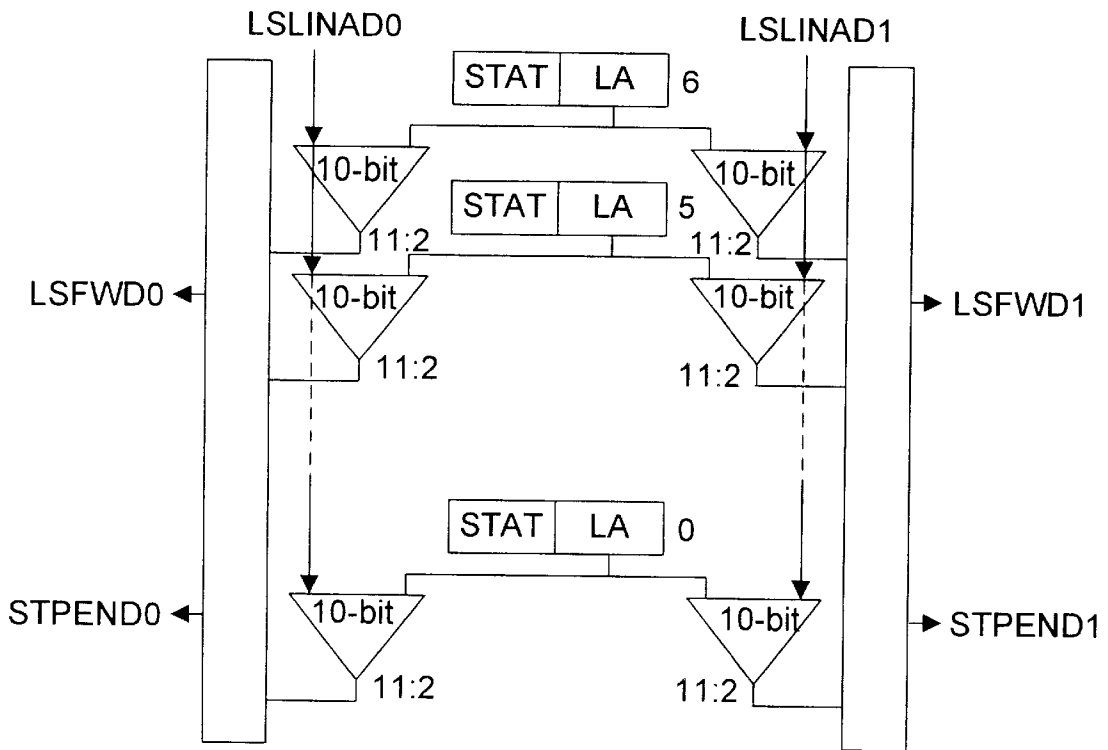 LSLINAD0
LSLINAD1
STAT LA 6
10-bit
10-bit
STAT LA 5
11:2
11:2
LSFWD0
10-bit
10-bit
LSFWD1
11:2
11:2
STAT LA 0
STPEND0
10-bit
10-bit
STPEND1
11:2
11:2